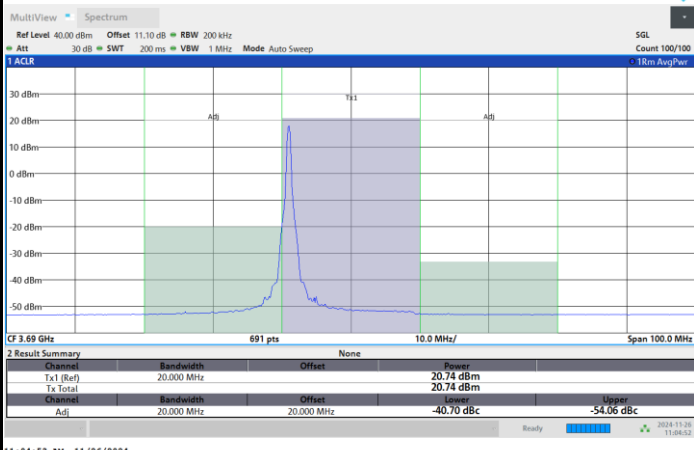 MultiView Spectrum
Ref Level 40.00 dBm Offset 11.10 dB RBW 200 kHz SGL
Att 30 dB SWT 200 ms VBW 1 MHz Mode Auto Sweep Count 100/100
1 ACLR 1Rm AvgPwr
30 dBm
Tx1
20 dBm
Adj Adj
10 dBm
0 dBm
-10 dBm
-20 dBm
-30 dBm
-40 dBm
-50 dBm
CF 3.69 GHz 691 pts 10.0 MHz/ Span 100.0 MHz
2 Result Summary None
Channel Bandwidth Offset Power
Tx1 (Ref) 20.000 MHz 20.74 dBm
Tx Total 20.74 dBm
Channel Bandwidth Offset Lower Upper
Adj 20.000 MHz 20.000 MHz -40.70 dBc -54.06 dBc
Ready 2024-11-26
11:04:52